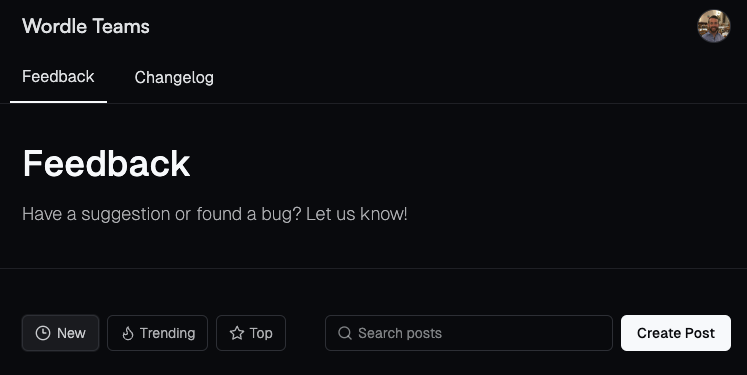 Wordle Teams
Feedback Changelog
Feedback
Have a suggestion or found a bug? Let us know!
New Trending Top Search posts Create Post